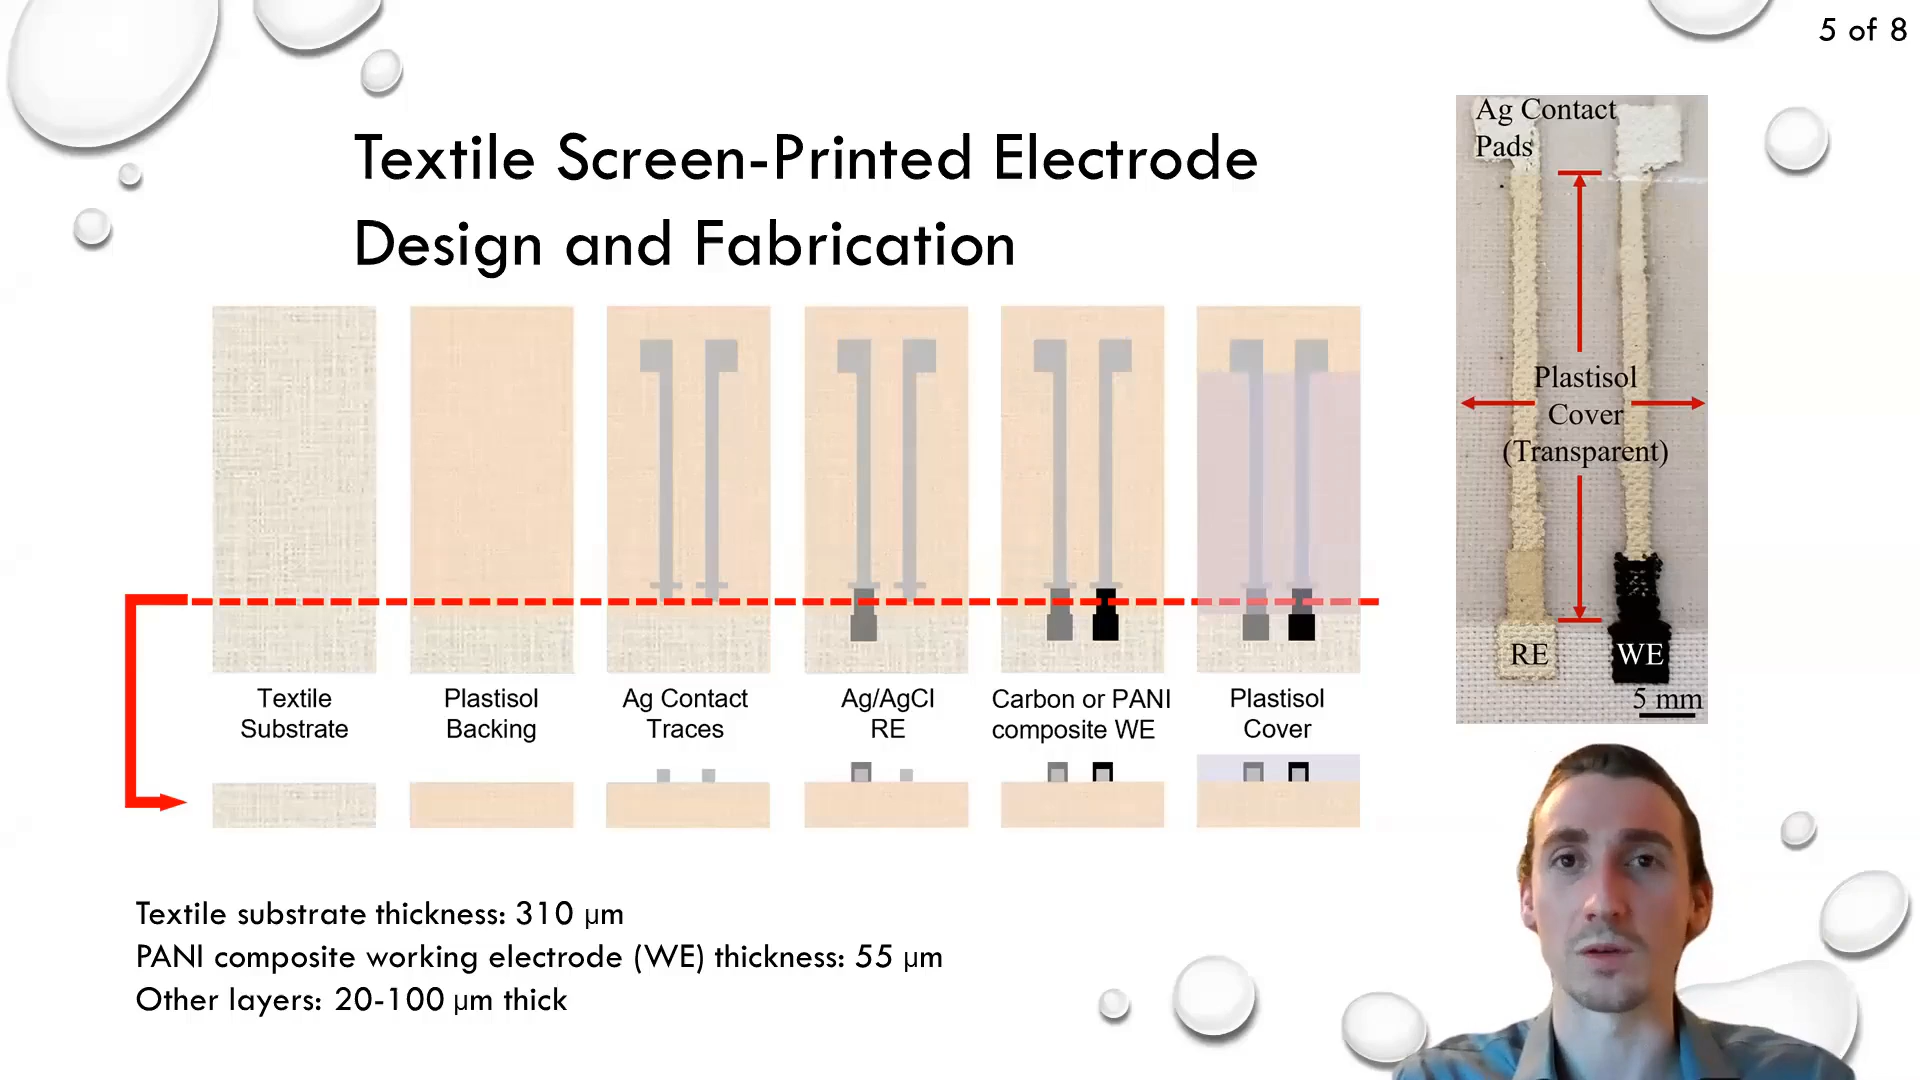 5 of 8
Textile Screen-Printed Electrode
Design and Fabrication
Ag Contact
Pads
Plastisol
Cover
(Transparent)
RE
WE
5 mm
Textile
Substrate
Plastisol
Backing
Ag Contact
Traces
Ag/AgCl
RE
Carbon or PANI
composite WE
Plastisol
Cover
Textile substrate thickness: 310 µm
PANI composite working electrode (WE) thickness: 55 µm
Other layers: 20-100 µm thick